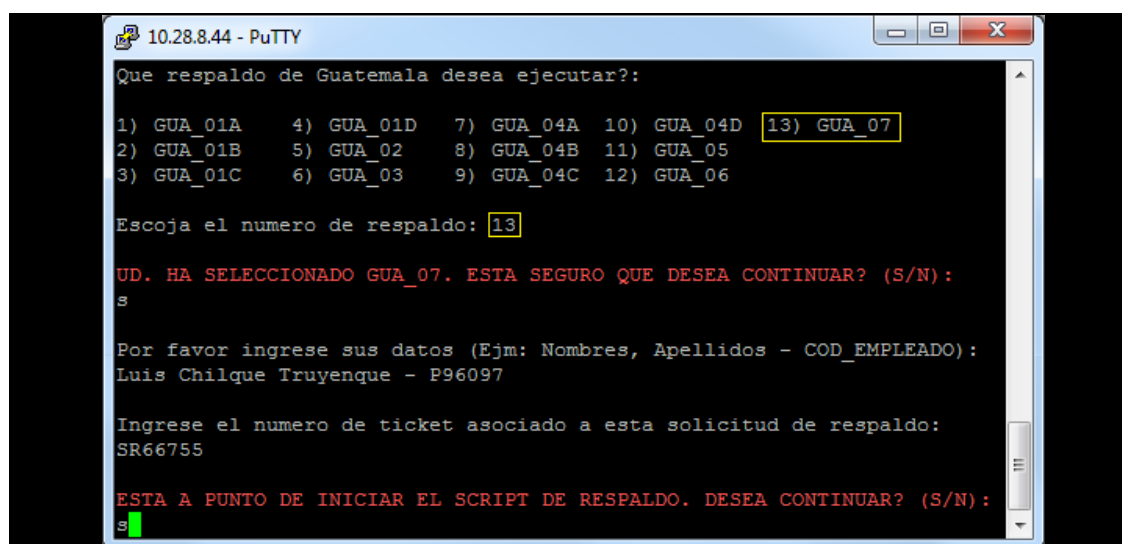 10.28.8.44 - PuTTY
Que respaldo de Guatemala desea ejecutar?:
1) GUA_01A 4) GUA_01D 7) GUA_04A 10) GUA_04D 13) GUA_07
2) GUA_01B 5) GUA_02 8) GUA_04B 11) GUA_05
3) GUA_01C 6) GUA_03 9) GUA_04C 12) GUA_06
Escoja el numero de respaldo: 13
UD. HA SELECCIONADO GUA_07. ESTA SEGURO QUE DESEA CONTINUAR? (S/N):
s
Por favor ingrese sus datos (Ejm: Nombres, Apellidos - COD_EMPLEADO):
Luis Chilque Truyenque - P96097
Ingrese el numero de ticket asociado a esta solicitud de respaldo:
SR66755
ESTA A PUNTO DE INICIAR EL SCRIPT DE RESPALDO. DESEA CONTINUAR? (S/N):
s